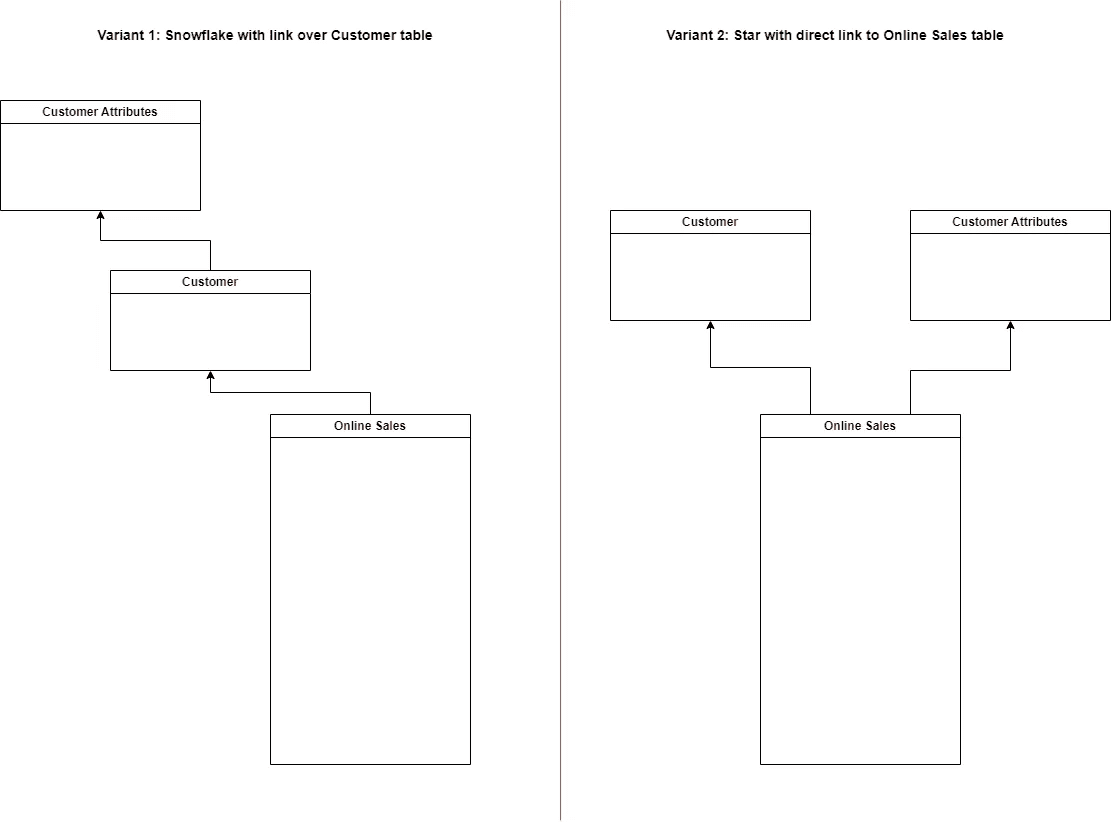 Variant 1: Snowflake with link over Customer table
Customer Attributes
Customer
Online Sales
Variant 2: Star with direct link to Online Sales table
Customer
Customer Attributes
Online Sales